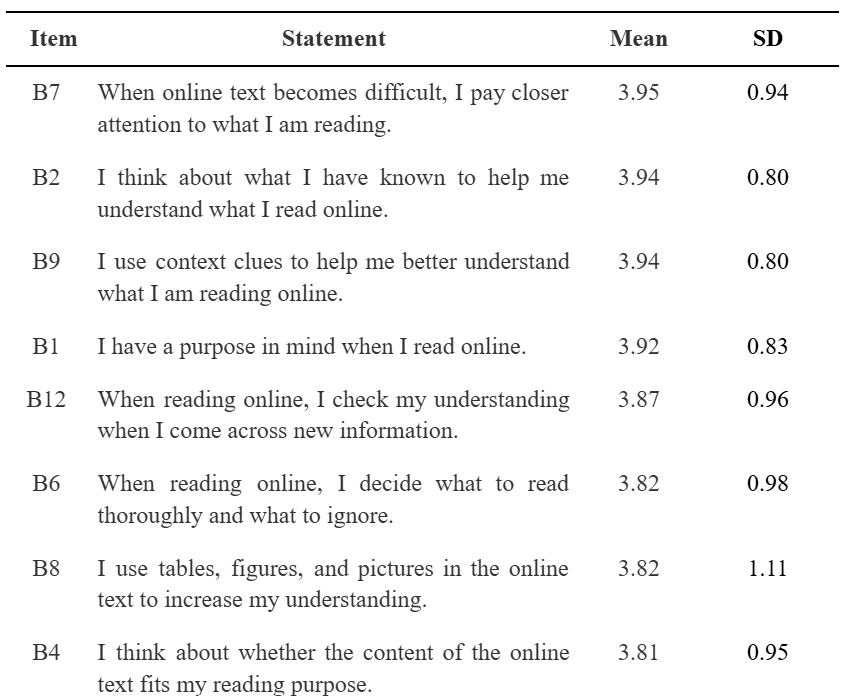 Item Statement Mean SD
B7 When online text becomes difficult, I pay closer 3.95 0.94
attention to what I am reading.
B2 I think about what I have known to help me 3.94 0.80
understand what I read online.
B9 I use context clues to help me better understand 3.94 0.80
what I am reading online.
B1 I have a purpose in mind when I read online. 3.92 0.83
B12 When reading online, I check my understanding 3.87 0.96
when I come across new information.
B6 When reading online, I decide what to read 3.82 0.98
thoroughly and what to ignore.
B8 I use tables, figures, and pictures in the online 3.82 1.11
text to increase my understanding.
B4 I think about whether the content of the online 3.81 0.95
text fits my reading purpose.